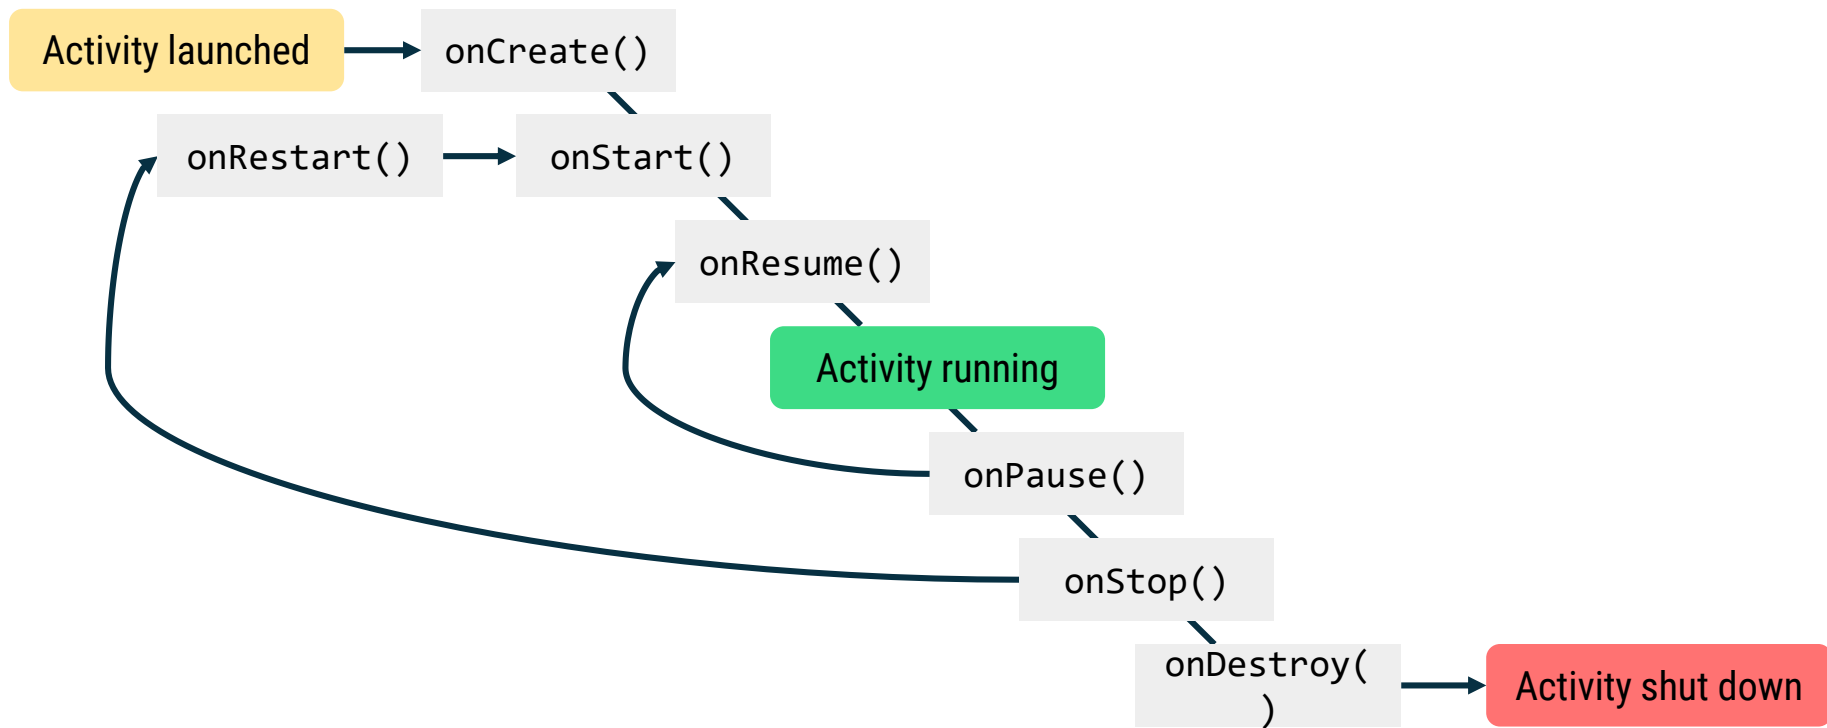 Activity launched
onCreate()
onRestart()
onStart()
onResume()
Activity running
onPause()
onStop()
onDestroy(
)
Activity shut down